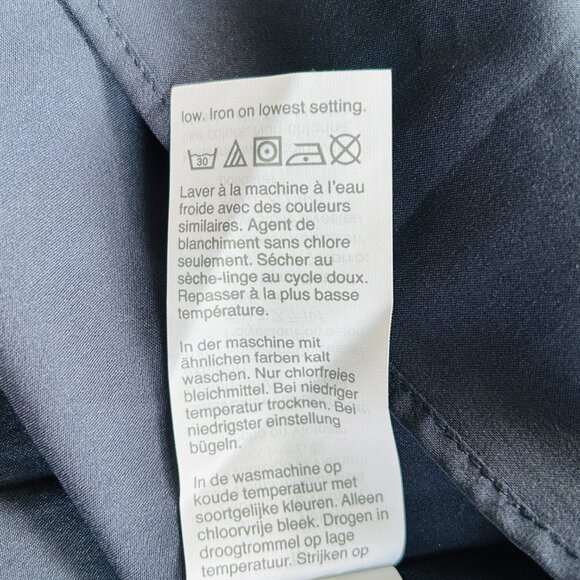 low. Iron on lowest setting.
30
Laver à la machine à l'eau
froide avec des couleurs
similaires. Agent de
blanchiment sans chlore
seulement. Sécher au
sèche-linge au cycle doux.
Repasser à la plus basse
température.
In der maschine mit
ähnlichen farben kalt
waschen. Nur chlorfreies
bleichmittel. Bei niedriger
temperatur trocknen. Bei
niedrigster einstellung
bügeln.
In de wasmachine op
koude temperatuur met
soortgelijke kleuren. Alleen
chloorvrije bleek. Drogen in
droogtrommel op lage
temperatuur. Strijken op